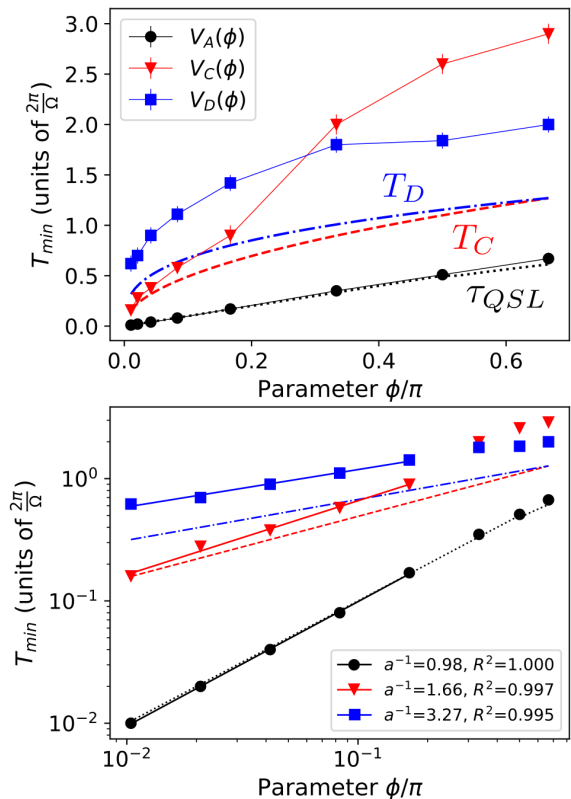 3.0
2.5
2.0
1.5
1.0
0.5
0.0
T_min (units of 2π/Ω)
V_A(ϕ)
V_C(ϕ)
V_D(ϕ)
T_D
T_C
τ_QSL
0.0 0.2 0.4 0.6
Parameter ϕ/π
10^0
10^−1
10^−2
T_min (units of 2π/Ω)
a^−1=0.98, R^2=1.000
a^−1=1.66, R^2=0.997
a^−1=3.27, R^2=0.995
10^−2 10^−1
Parameter ϕ/π